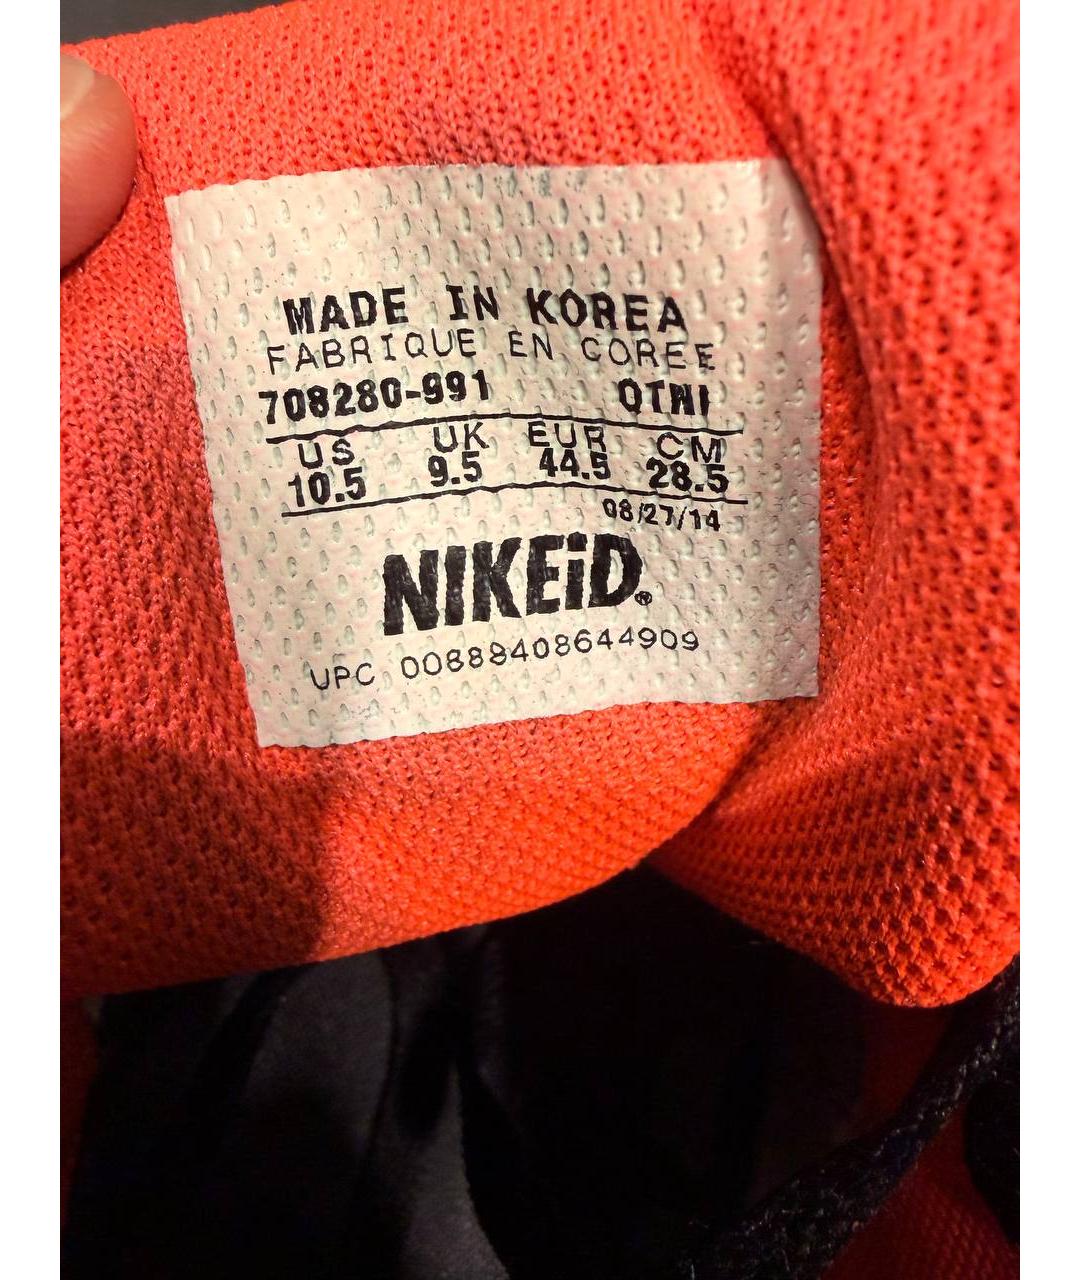 MADE IN KOREA
FABRIQUE EN COREE
708280-991 QTNI
US UK EUR CM
10.5 9.5 44.5 28.5
08/27/14
NIKEiD®
UPC 00888408644909